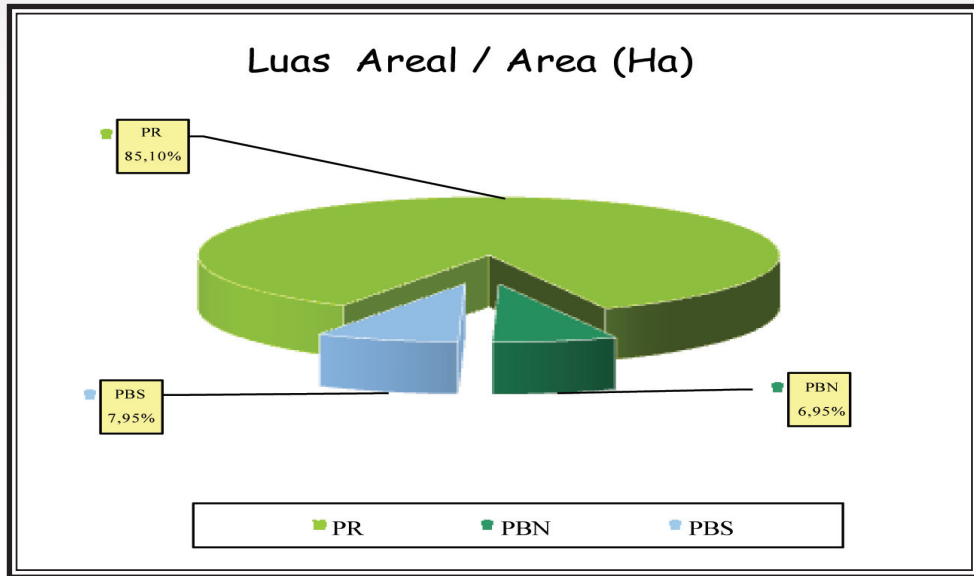 Luas Areal / Area (Ha)
PR
85,10%
PBS
7,95%
PBN
6,95%
PR PBN PBS